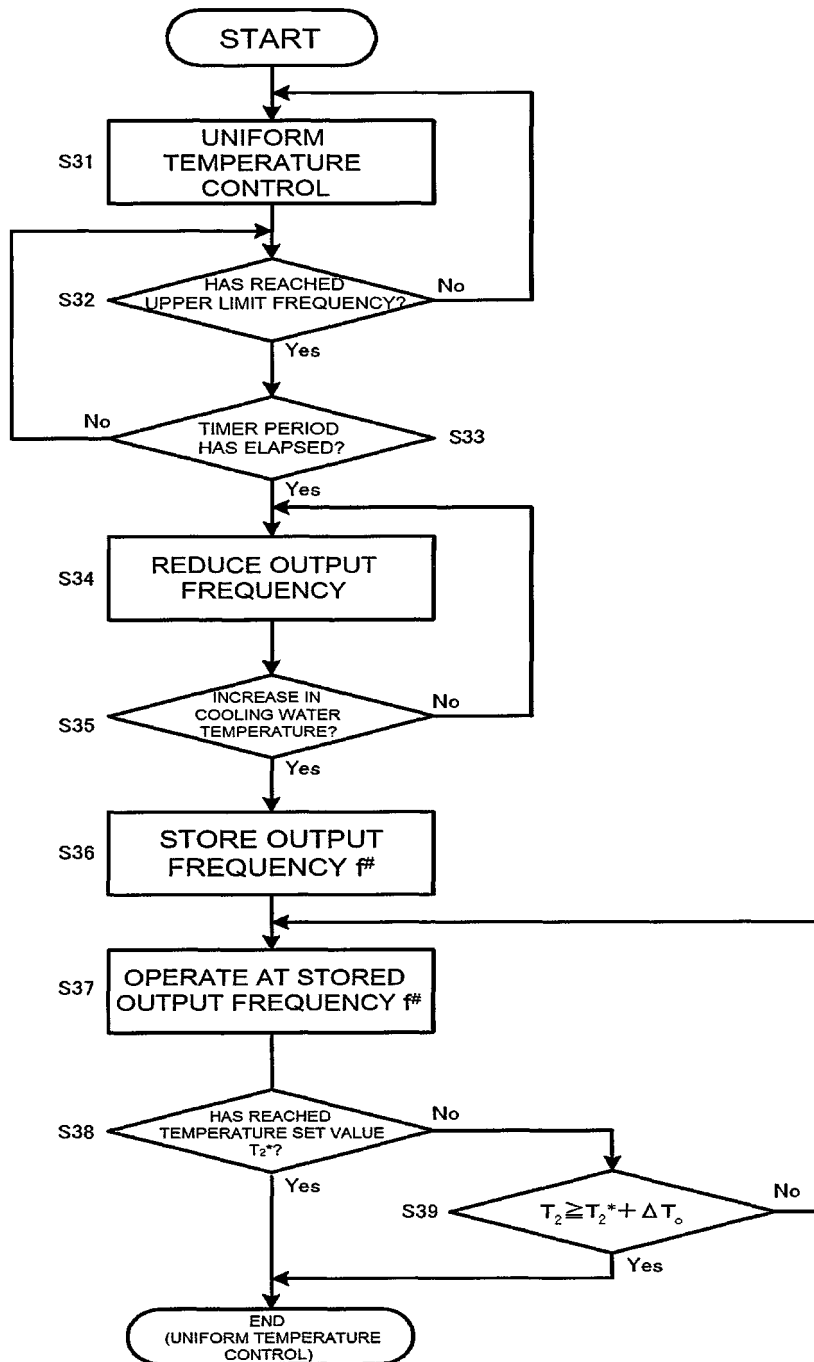 START
S31
UNIFORM
TEMPERATURE
CONTROL
S32
HAS REACHED
UPPER LIMIT FREQUENCY?
No
Yes
No
TIMER PERIOD
HAS ELAPSED?
S33
Yes
S34
REDUCE OUTPUT
FREQUENCY
S35
INCREASE IN
COOLING WATER
TEMPERATURE?
No
Yes
S36
STORE OUTPUT
FREQUENCY f#
S37
OPERATE AT STORED
OUTPUT FREQUENCY f#
S38
HAS REACHED
TEMPERATURE SET VALUE
T₂*?
No
Yes
S39
T₂≧T₂*+ΔT₀
No
Yes
END
(UNIFORM TEMPERATURE
CONTROL)